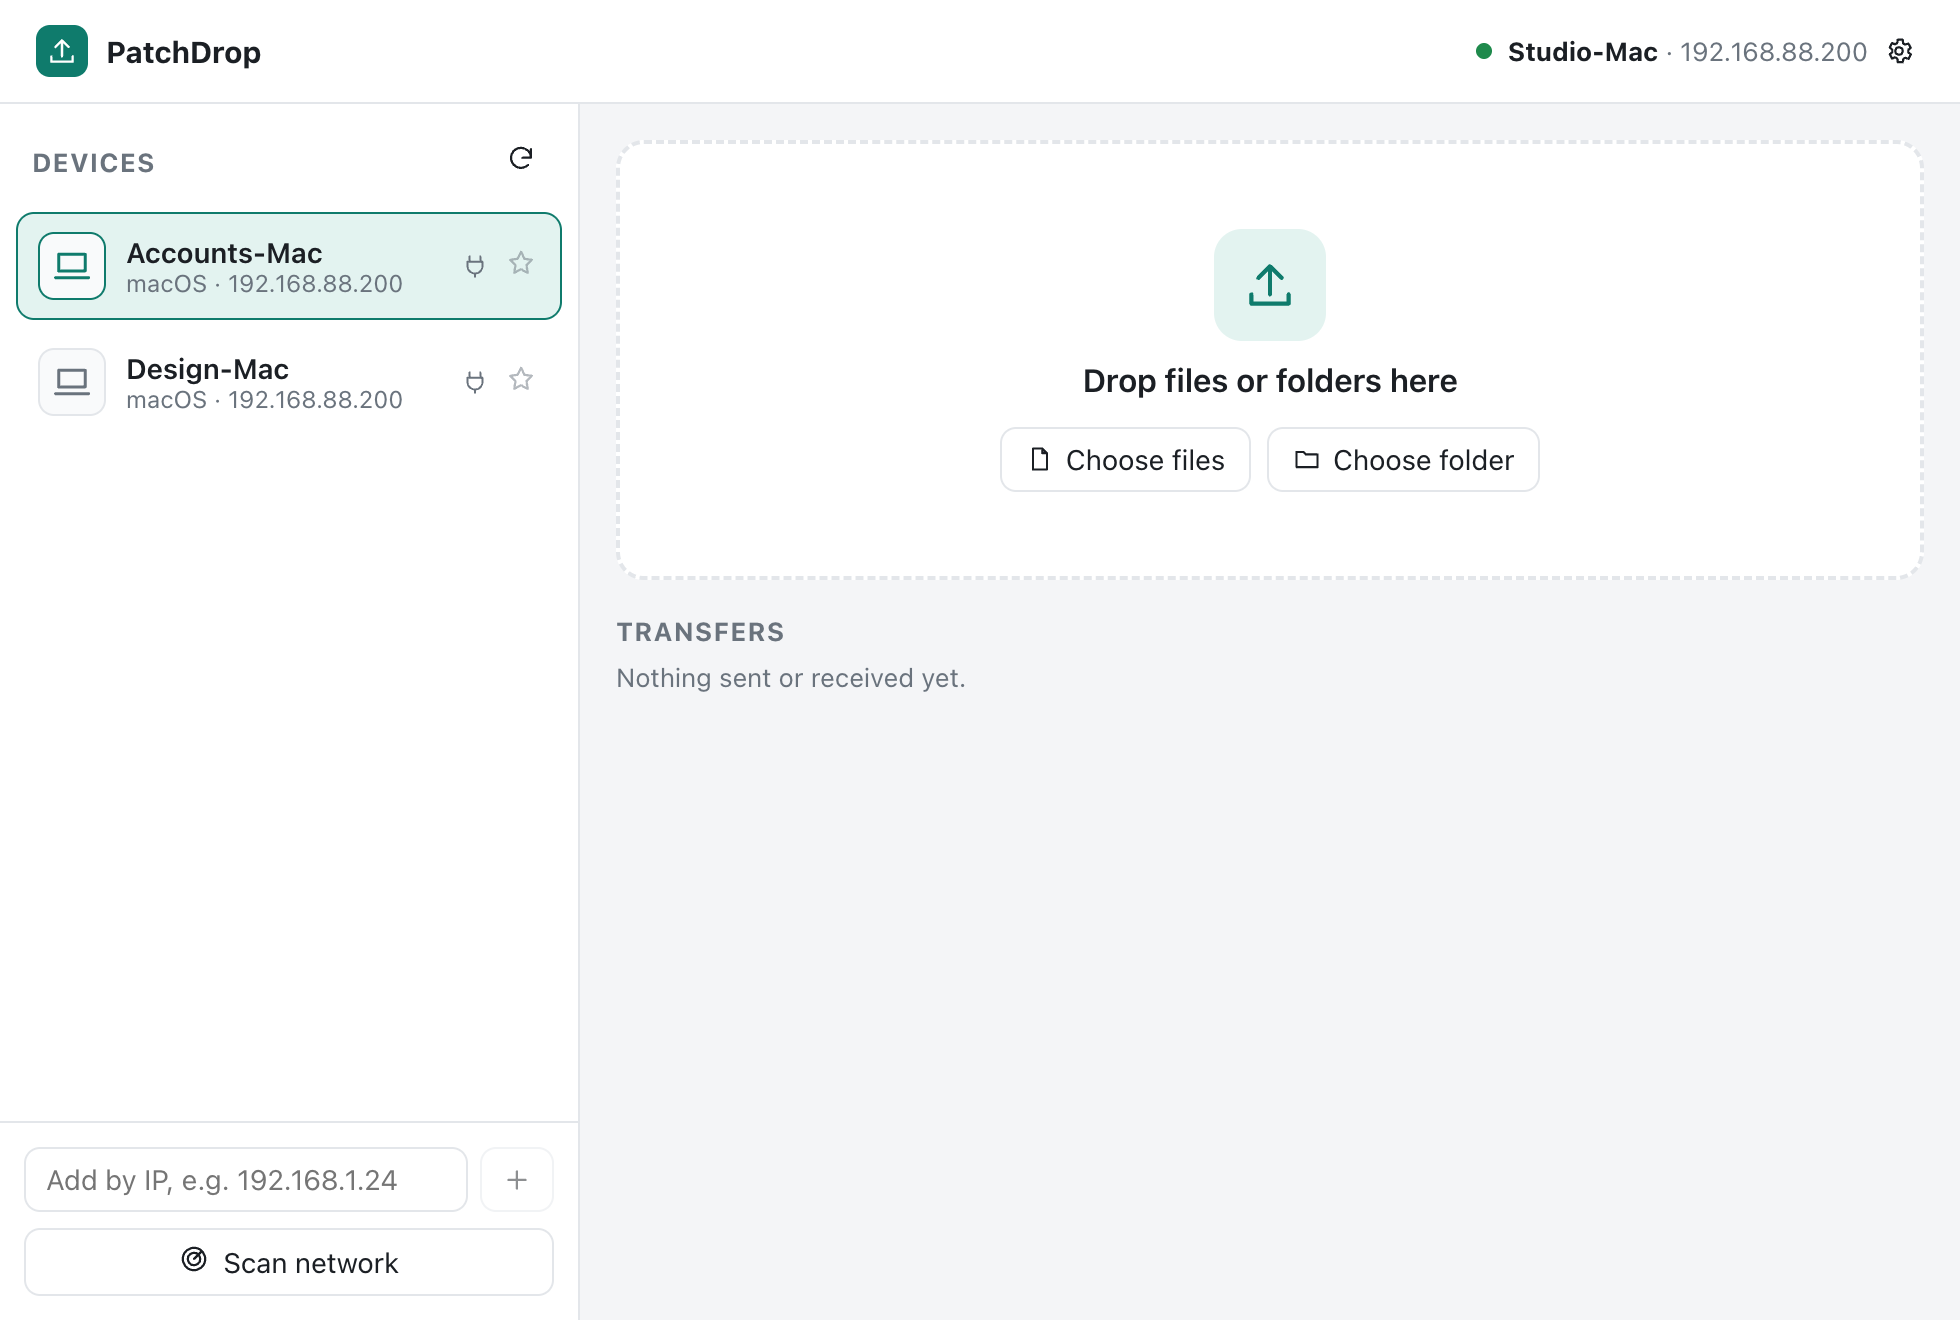 PatchDrop
Studio-Mac · 192.168.88.200
DEVICES
Accounts-Mac
macOS · 192.168.88.200
Design-Mac
macOS · 192.168.88.200
Add by IP, e.g. 192.168.1.24
Scan network
Drop files or folders here
Choose files
Choose folder
TRANSFERS
Nothing sent or received yet.